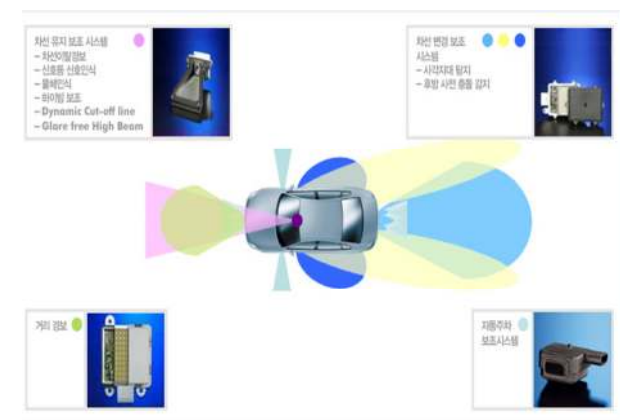 차선 유지 보조 시스템
– 차선이탈경보
– 신호등 신호인식
– 물체인식
– 하이빔 보조
– Dynamic Cut-off line
– Glare free High Beam
차선 변경 보조
시스템
– 사각지대 탐지
– 후방 사전 충돌 감지
거리 경보
자동주차
보조시스템